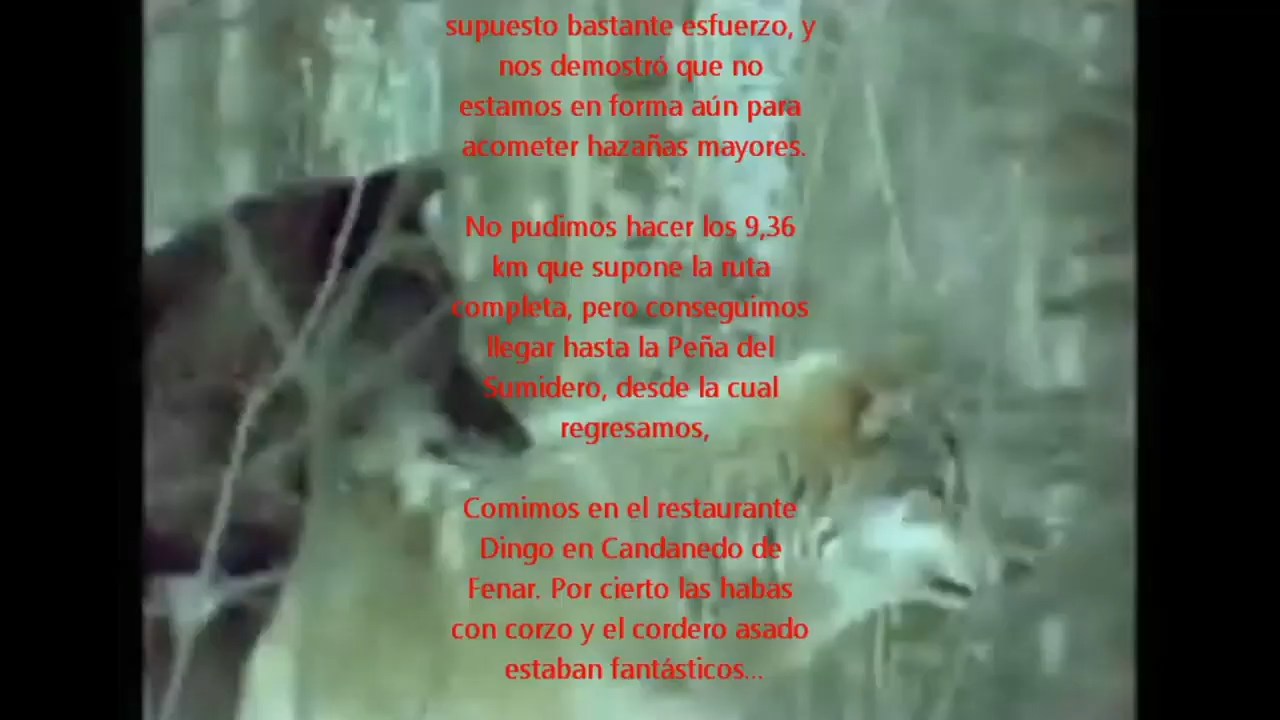 supuesto bastante esfuerzo, y
nos demostró que no
estamos en forma aún para
acometer hazañas mayores.
No pudimos hacer los 9,36
km que supone la ruta
completa, pero conseguimos
llegar hasta la Peña del
Sumidero, desde la cual
regresamos,
Comimos en el restaurante
Dingo en Candanedo de
Fenar. Por cierto las habas
con corzo y el cordero asado
estaban fantásticos...